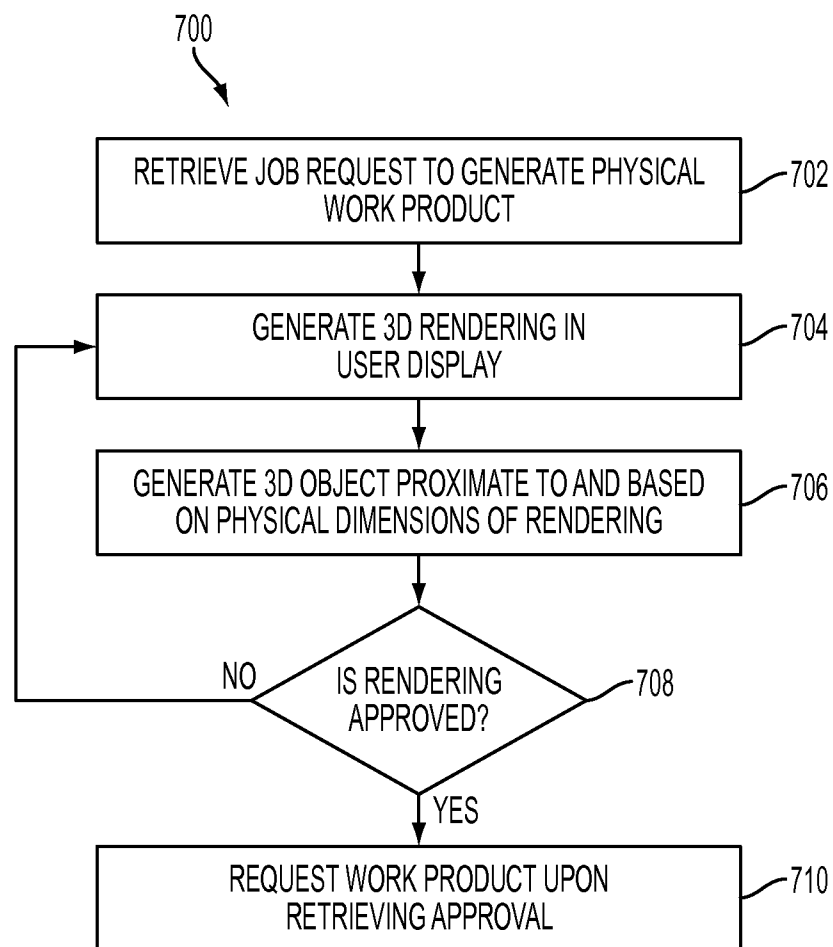 700
RETRIEVE JOB REQUEST TO GENERATE PHYSICAL
WORK PRODUCT
702
GENERATE 3D RENDERING IN
USER DISPLAY
704
GENERATE 3D OBJECT PROXIMATE TO AND BASED
ON PHYSICAL DIMENSIONS OF RENDERING
706
IS RENDERING
APPROVED?
708
NO
YES
REQUEST WORK PRODUCT UPON
RETRIEVING APPROVAL
710